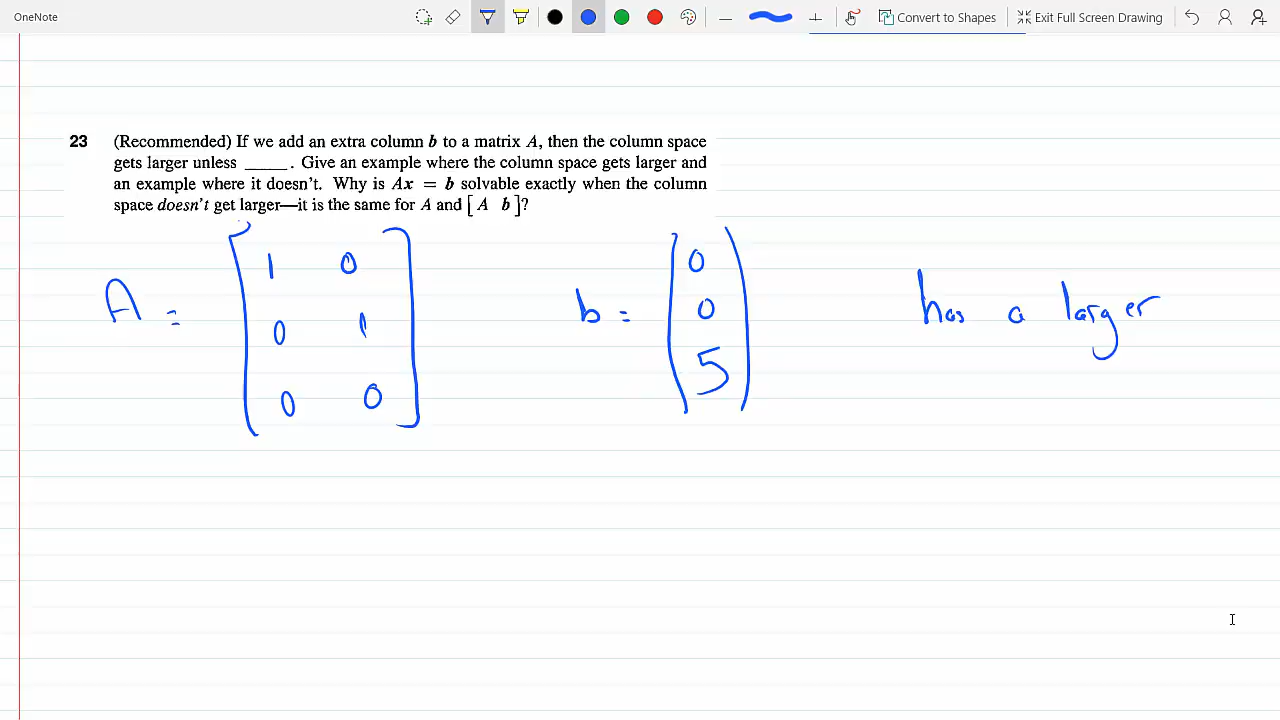 OneNote
Convert to Shapes
Exit Full Screen Drawing
23 (Recommended) If we add an extra column b to a matrix A, then the column space
gets larger unless _____. Give an example where the column space gets larger and
an example where it doesn't. Why is Ax = b solvable exactly when the column
space doesn't get larger—it is the same for A and [ A b ]?
A = [ 1 0
0 1
0 0 ]
b = ( 0
0
5 )
has a larger